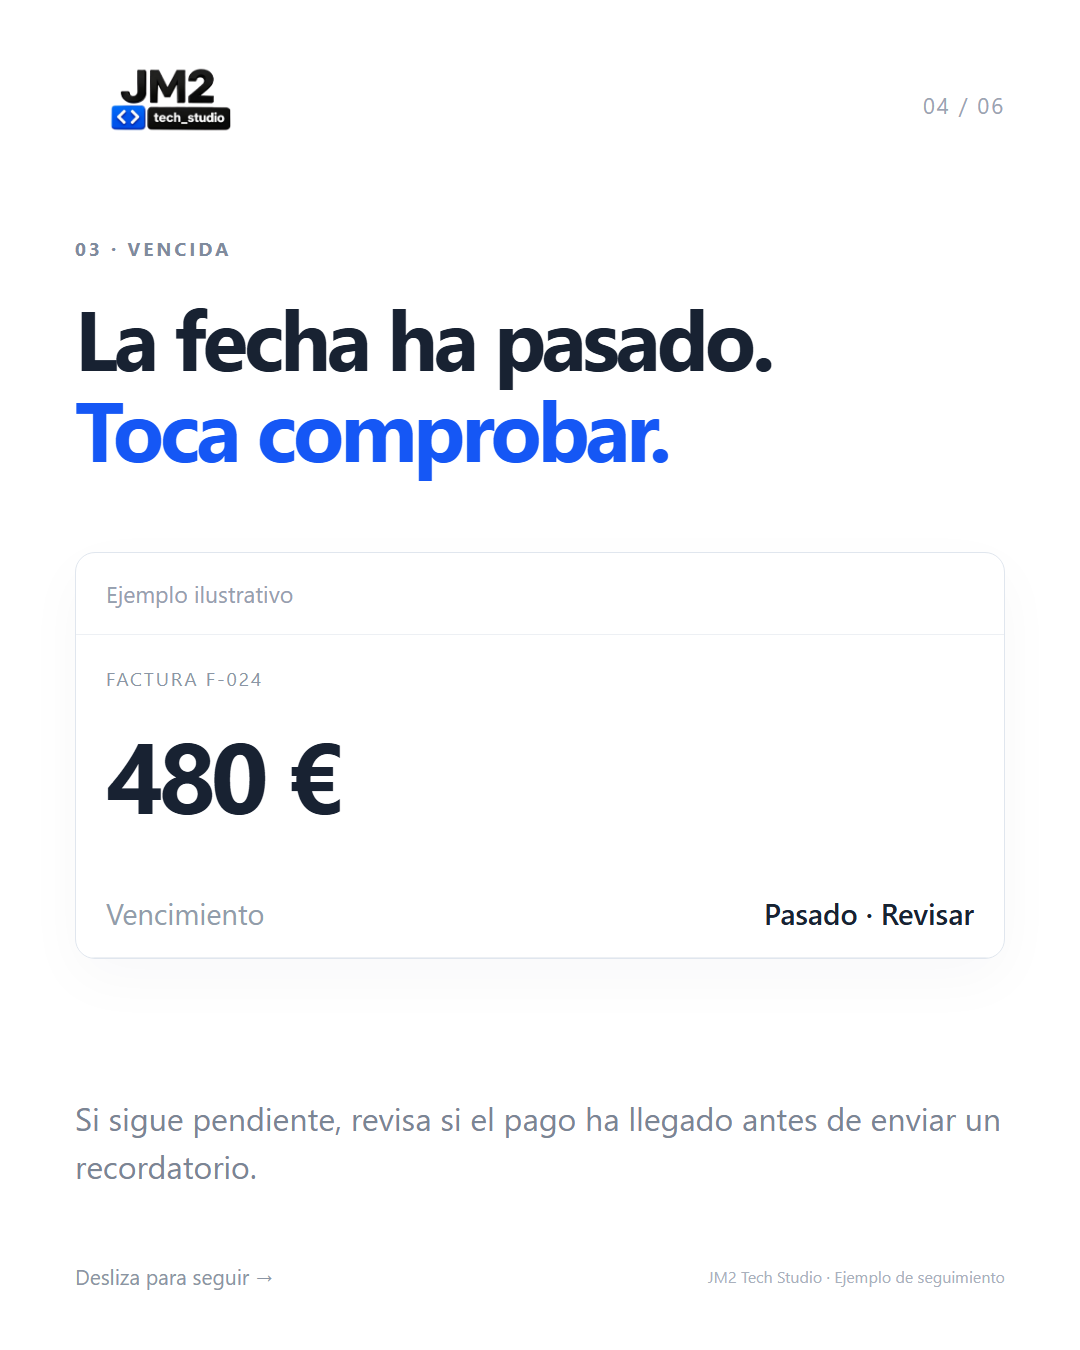 JM2
<> tech_studio
04 / 06
03 · VENCIDA
La fecha ha pasado.
Toca comprobar.
Ejemplo ilustrativo
FACTURA F-024
480 €
Vencimiento
Pasado · Revisar
Si sigue pendiente, revisa si el pago ha llegado antes de enviar un
recordatorio.
Desliza para seguir →
JM2 Tech Studio · Ejemplo de seguimiento